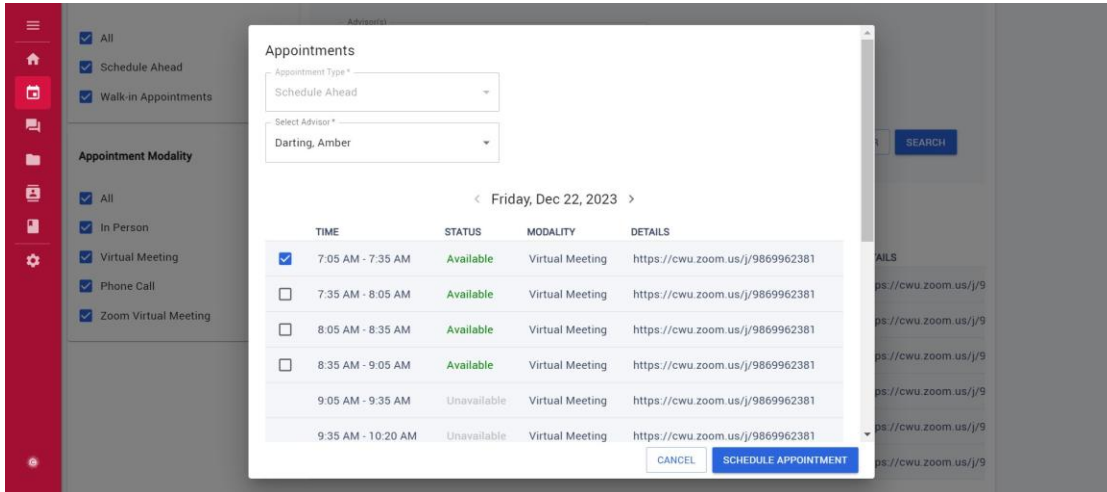 Advisor(s)
All
Schedule Ahead
Walk-in Appointments
Appointment Modality
All
In Person
Virtual Meeting
Phone Call
Zoom Virtual Meeting
Appointments
Appointment Type *
Schedule Ahead
Select Advisor *
Darting, Amber
Friday, Dec 22, 2023
TIME STATUS MODALITY DETAILS
7:05 AM - 7:35 AM Available Virtual Meeting https://cwu.zoom.us/j/9869962381
7:35 AM - 8:05 AM Available Virtual Meeting https://cwu.zoom.us/j/9869962381
8:05 AM - 8:35 AM Available Virtual Meeting https://cwu.zoom.us/j/9869962381
8:35 AM - 9:05 AM Available Virtual Meeting https://cwu.zoom.us/j/9869962381
9:05 AM - 9:35 AM Unavailable Virtual Meeting https://cwu.zoom.us/j/9869962381
9:35 AM - 10:20 AM Unavailable Virtual Meeting https://cwu.zoom.us/j/9869962381
CANCEL SCHEDULE APPOINTMENT
R SEARCH
AILS
ps://cwu.zoom.us/j/9
ps://cwu.zoom.us/j/9
ps://cwu.zoom.us/j/9
ps://cwu.zoom.us/j/9
ps://cwu.zoom.us/j/9
ps://cwu.zoom.us/j/9